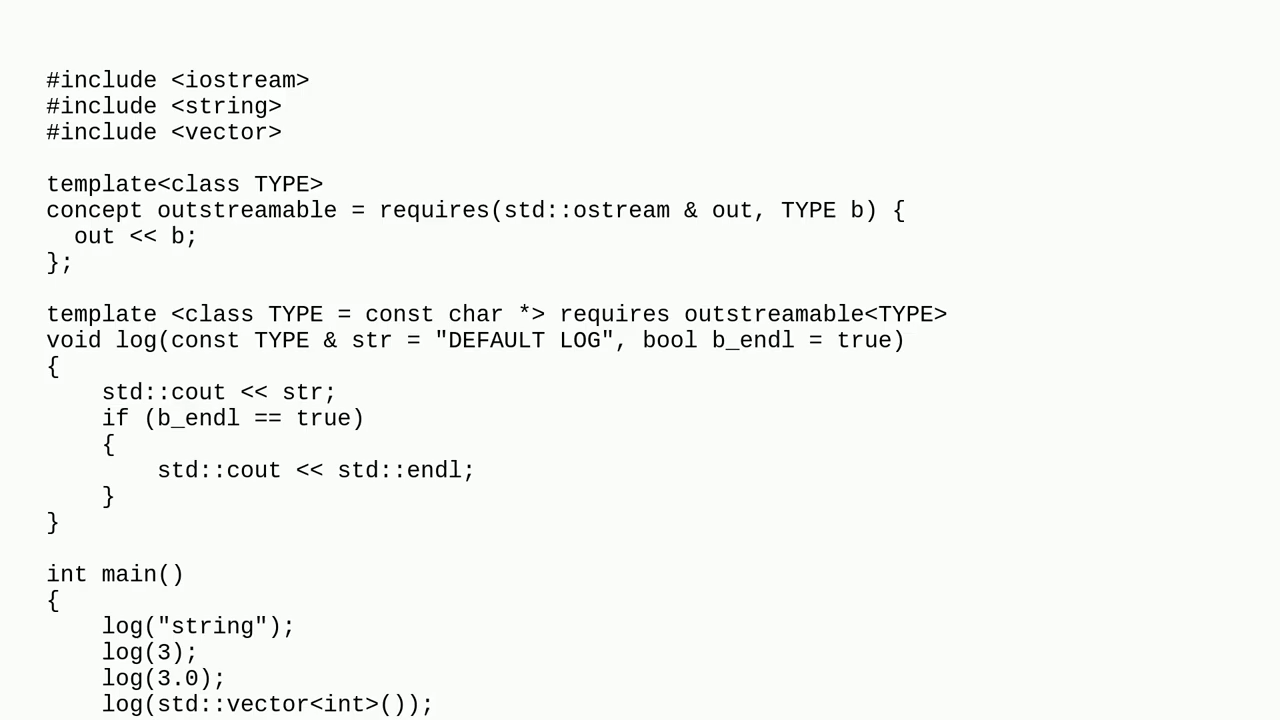 #include <iostream>
#include <string>
#include <vector>
template<class TYPE>
concept outstreamable = requires(std::ostream & out, TYPE b) {
  out << b;
};
template <class TYPE = const char *> requires outstreamable<TYPE>
void log(const TYPE & str = "DEFAULT LOG", bool b_endl = true)
{
    std::cout << str;
    if (b_endl == true)
    {
        std::cout << std::endl;
    }
}
int main()
{
    log("string");
    log(3);
    log(3.0);
    log(std::vector<int>());